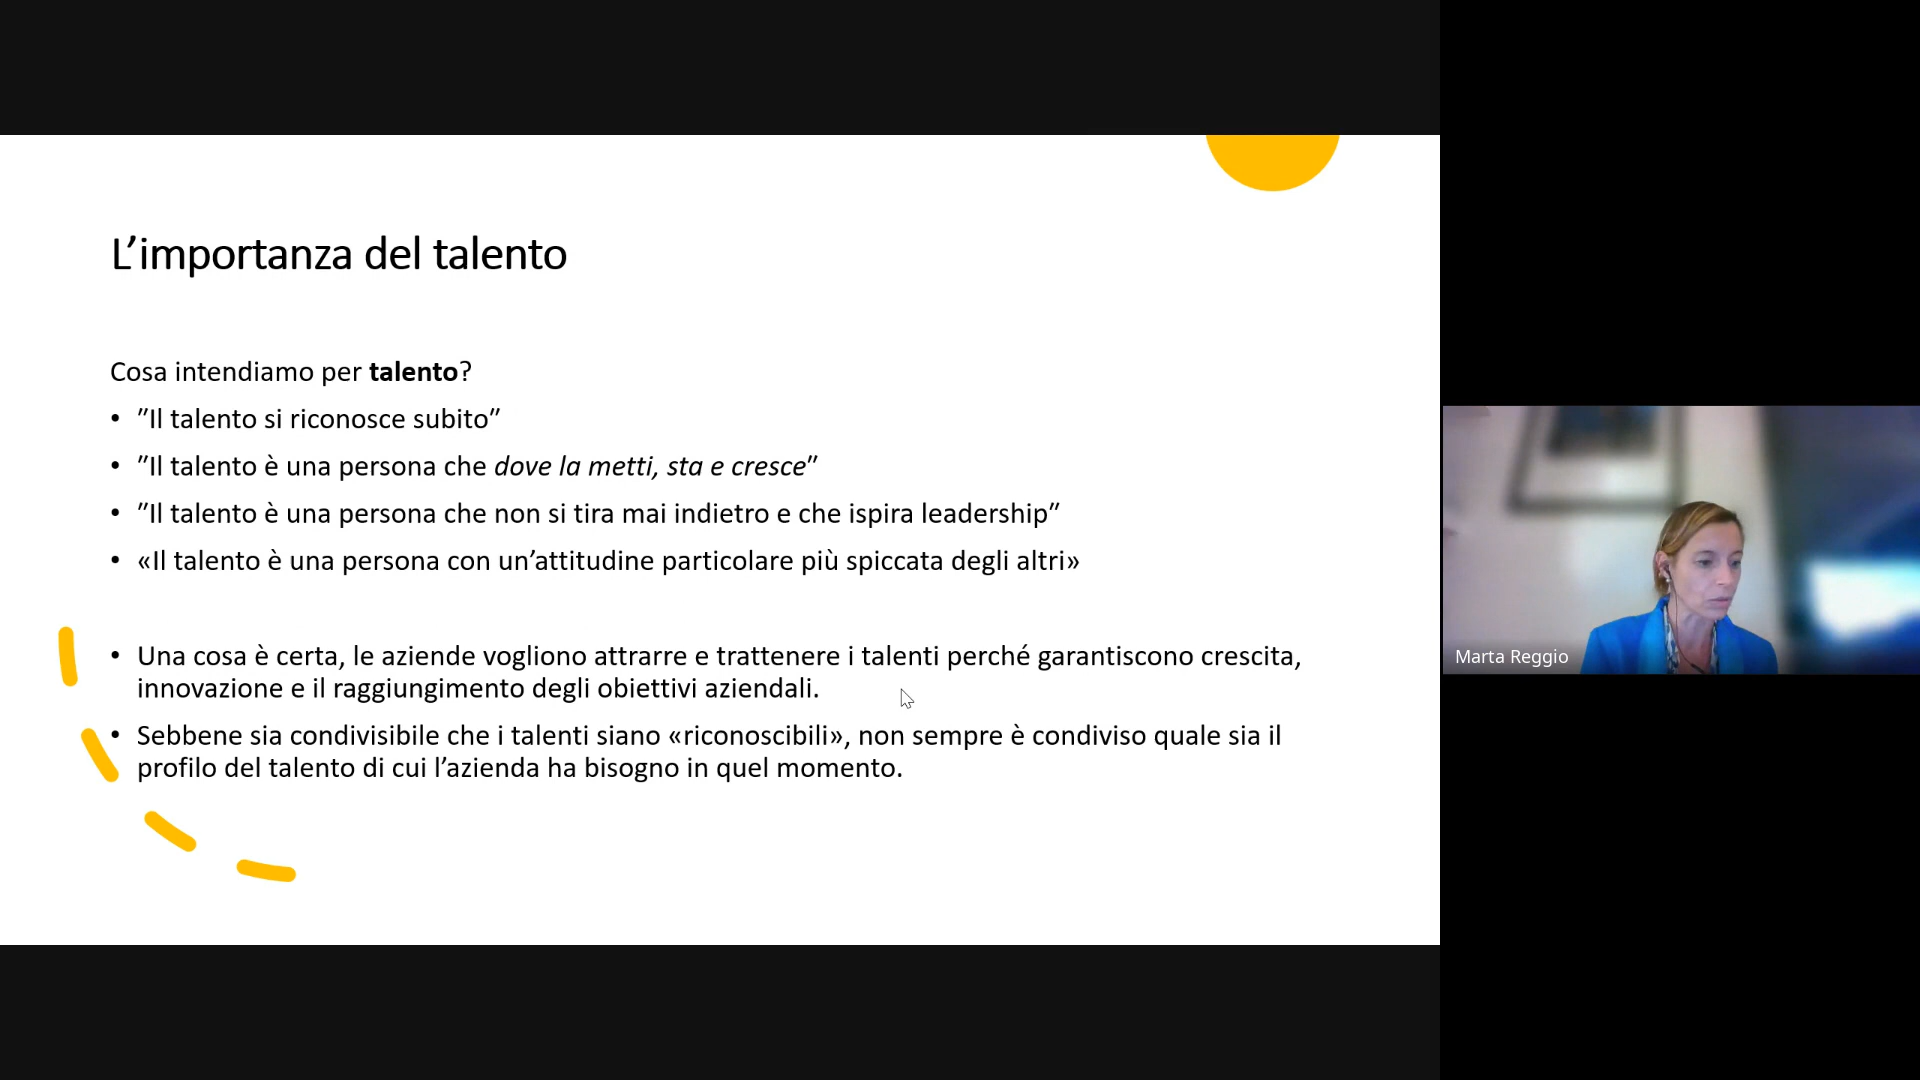 L’importanza del talento
Cosa intendiamo per talento?
• ”Il talento si riconosce subito”
• ”Il talento è una persona che dove la metti, sta e cresce”
• ”Il talento è una persona che non si tira mai indietro e che ispira leadership”
• «Il talento è una persona con un’attitudine particolare più spiccata degli altri»
• Una cosa è certa, le aziende vogliono attrarre e trattenere i talenti perché garantiscono crescita,
innovazione e il raggiungimento degli obiettivi aziendali.
• Sebbene sia condivisibile che i talenti siano «riconoscibili», non sempre è condiviso quale sia il
profilo del talento di cui l’azienda ha bisogno in quel momento.
Marta Reggio